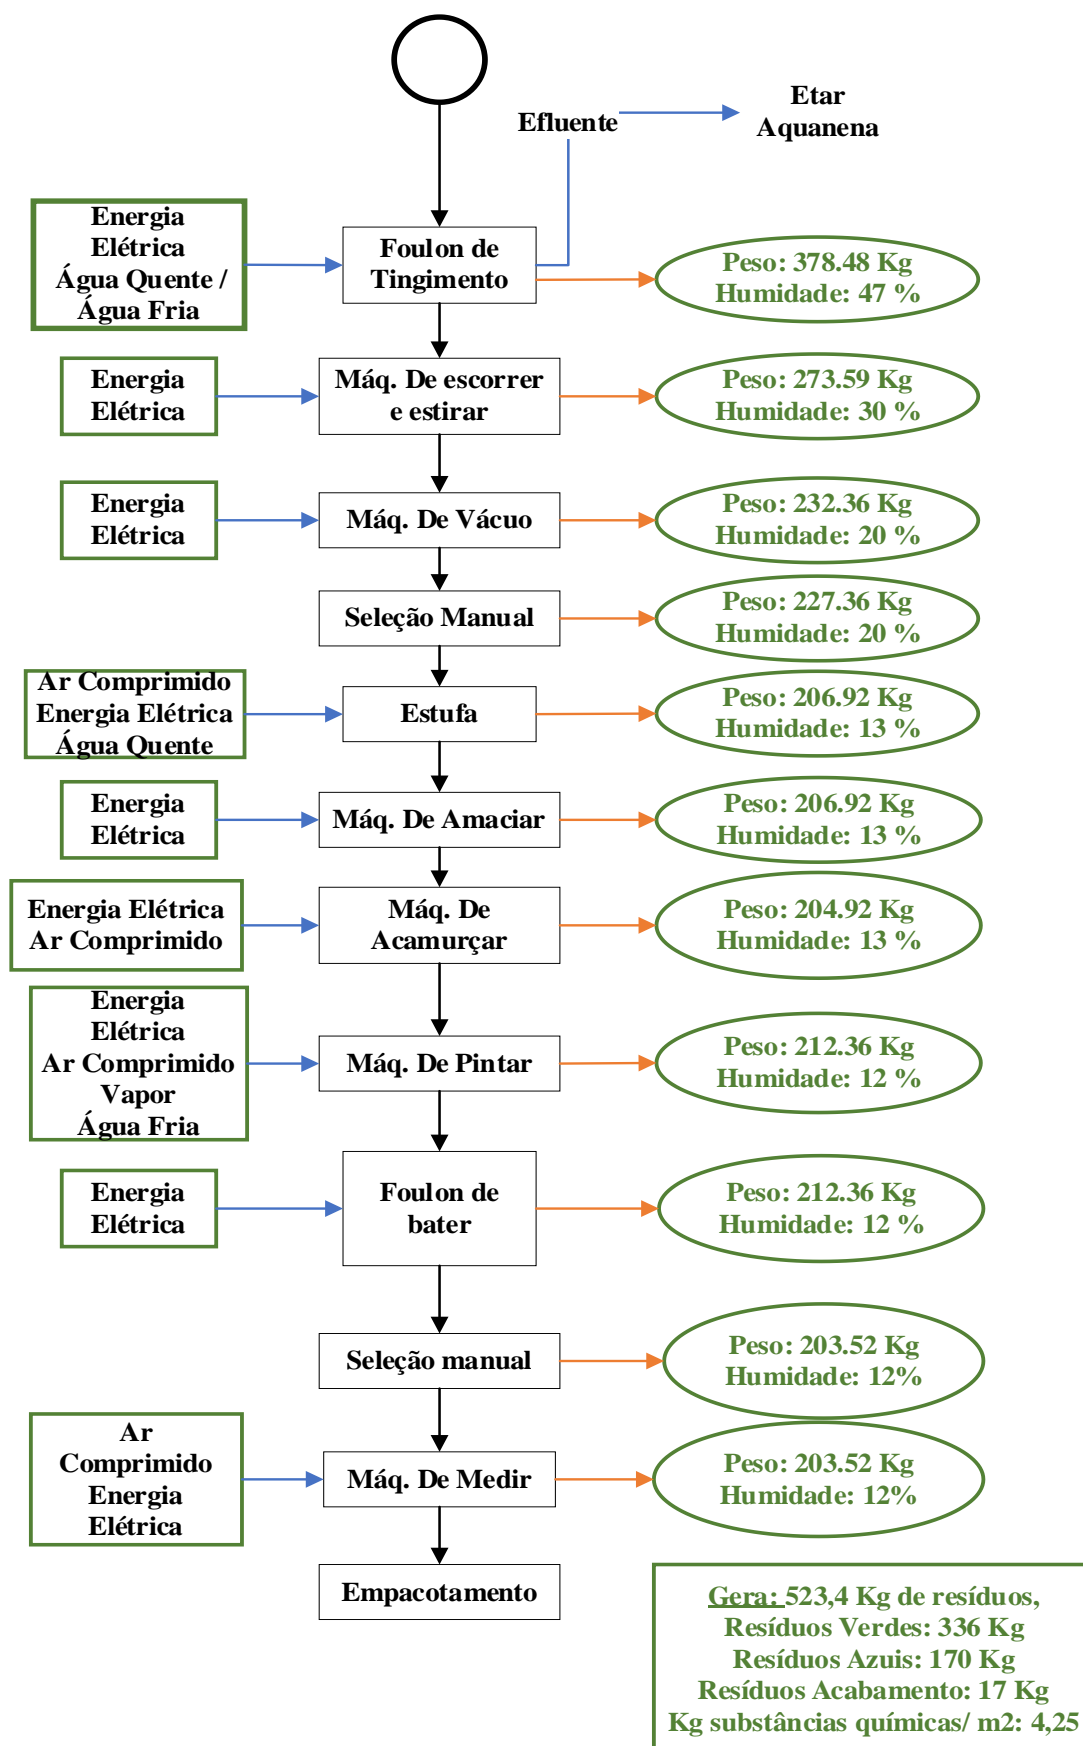 Efluente
Etar
Aquanena
Energia
Elétrica
Água Quente /
Água Fria
Foulon de
Tingimento
Peso: 378.48 Kg
Humidade: 47 %
Energia
Elétrica
Máq. De escorrer
e estirar
Peso: 273.59 Kg
Humidade: 30 %
Energia
Elétrica
Máq. De Vácuo
Peso: 232.36 Kg
Humidade: 20 %
Seleção Manual
Peso: 227.36 Kg
Humidade: 20 %
Ar Comprimido
Energia Elétrica
Água Quente
Estufa
Peso: 206.92 Kg
Humidade: 13 %
Energia
Elétrica
Máq. De Amaciar
Peso: 206.92 Kg
Humidade: 13 %
Energia Elétrica
Ar Comprimido
Máq. De
Acamurçar
Peso: 204.92 Kg
Humidade: 13 %
Energia
Elétrica
Ar Comprimido
Vapor
Água Fria
Máq. De Pintar
Peso: 212.36 Kg
Humidade: 12 %
Energia
Elétrica
Foulon de
bater
Peso: 212.36 Kg
Humidade: 12 %
Seleção manual
Peso: 203.52 Kg
Humidade: 12%
Ar
Comprimido
Energia
Elétrica
Máq. De Medir
Peso: 203.52 Kg
Humidade: 12%
Empacotamento
Gera: 523,4 Kg de resíduos,
Resíduos Verdes: 336 Kg
Resíduos Azuis: 170 Kg
Resíduos Acabamento: 17 Kg
Kg substâncias químicas/ m2: 4,25